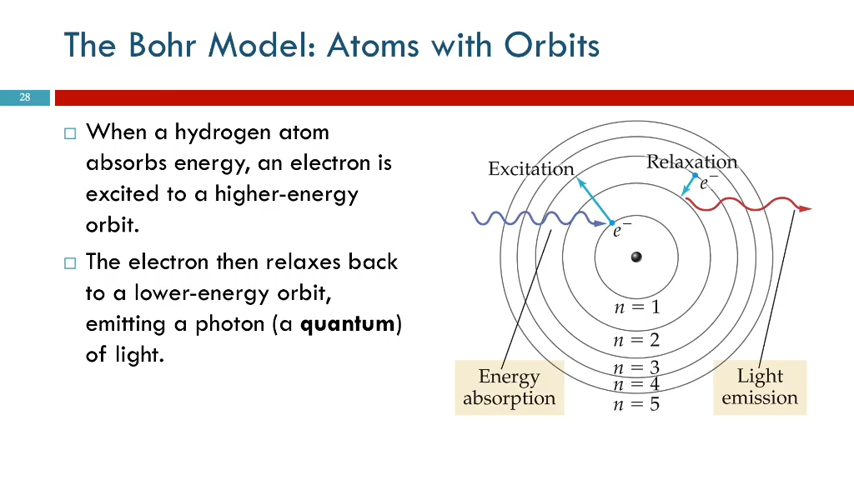 The Bohr Model: Atoms with Orbits
28
When a hydrogen atom
absorbs energy, an electron is
excited to a higher-energy
orbit.
The electron then relaxes back
to a lower-energy orbit,
emitting a photon (a quantum)
of light.
Excitation
Relaxation
e⁻
e⁻
n = 1
n = 2
n = 3
n = 4
n = 5
Energy
absorption
Light
emission